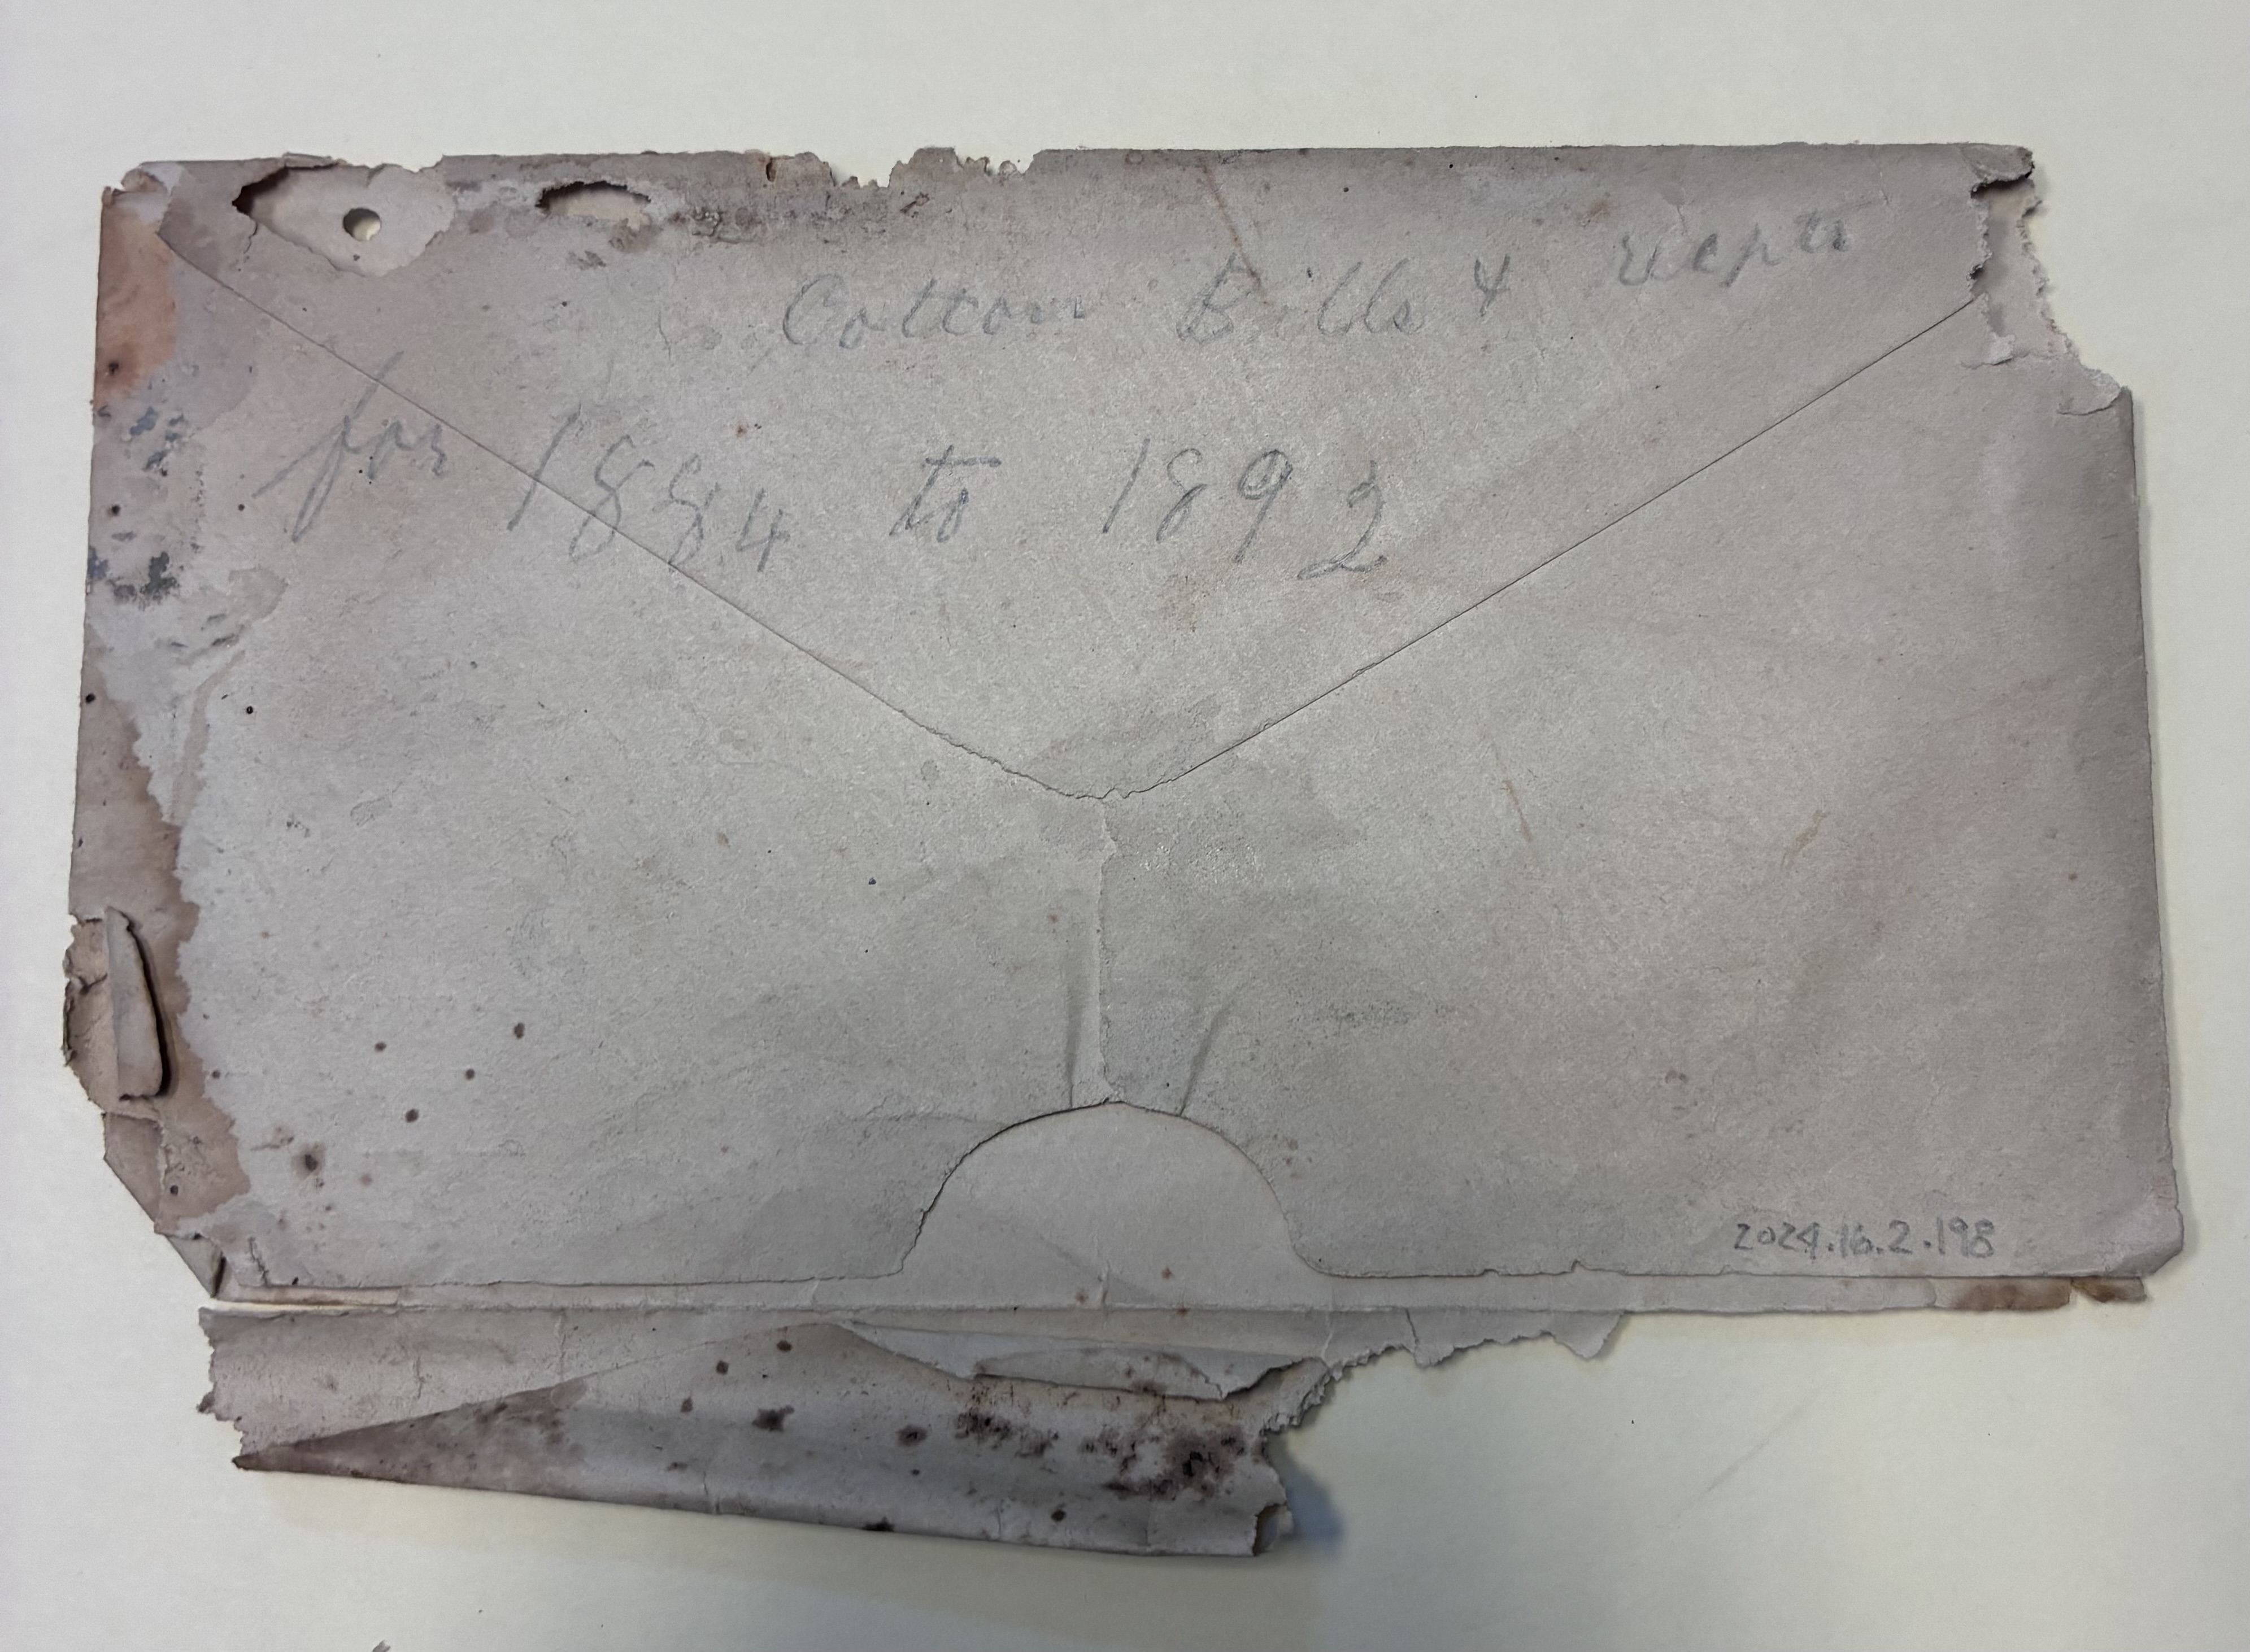 Cotton Bills & recpts
for 1884 to 1892
2024.16.2.198